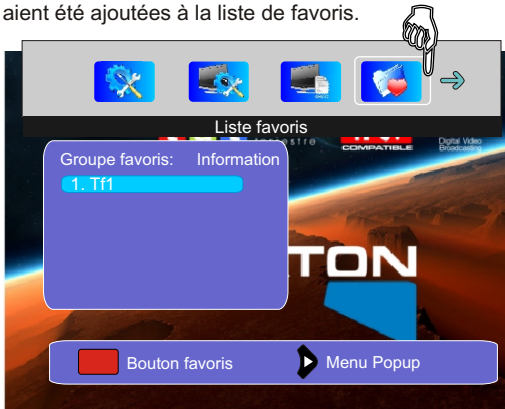 aient été ajoutées à la liste de favoris.
Liste favoris
COMPATIBLE
Digital Video
Broadcasting
Groupe favoris: Information
1. Tf1
TON
Bouton favoris Menu Popup